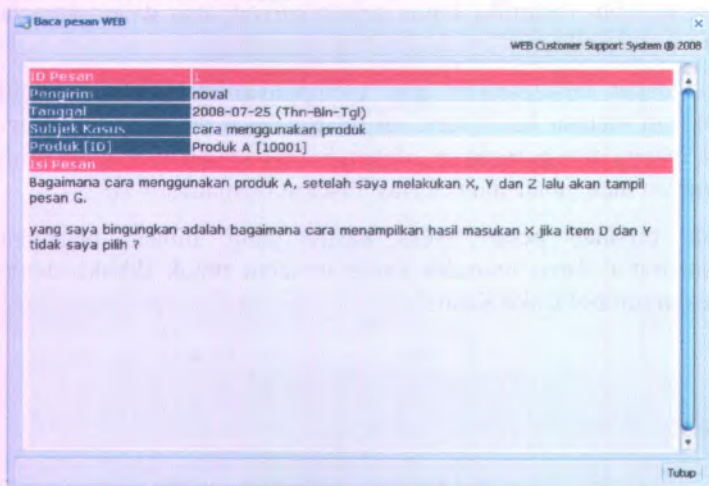 Baca pesan WEB
WEB Customer Support System @ 2008
ID Pesan 1
Pengirim noval
Tanggal 2008-07-25 (Thn-Bln-Tgl)
Subjek Kasus cara menggunakan produk
Produk [ID] Produk A [10001]
Isi Pesan
Bagaimana cara menggunakan produk A, setelah saya melakukan X, Y dan Z lalu akan tampil
pesan G.
yang saya bingungkan adalah bagaimana cara menampilkan hasil masukan X jika item D dan Y
tidak saya pilih ?
Tutup